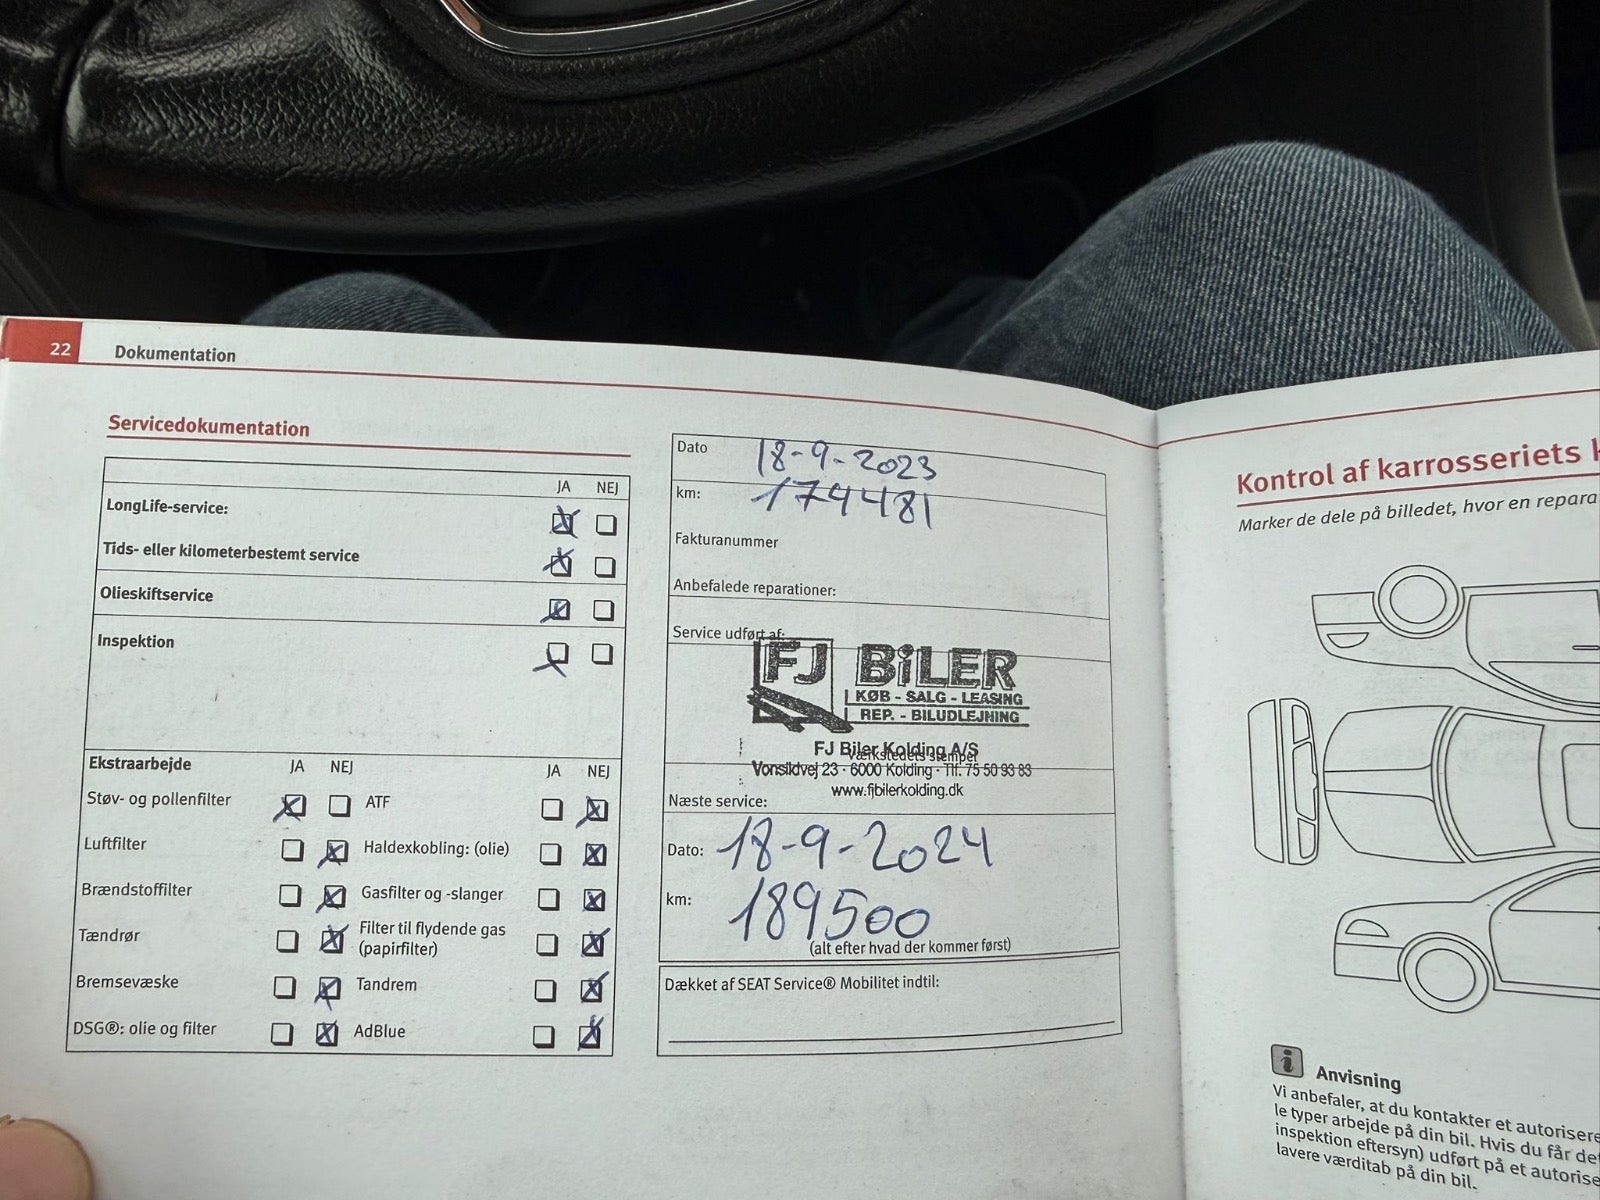 22 Dokumentation
Servicedokumentation
JA NEJ
LongLife-service:
Tids- eller kilometerbestemt service
Olieskiftservice
Inspektion
Ekstraarbejde JA NEJ JA NEJ
Støv- og pollenfilter ATF
Luftfilter Haldexkobling: (olie)
Brændstoffilter Gasfilter og -slanger
Tændrør Filter til flydende gas
(papirfilter)
Bremsevæske Tandrem
DSG®: olie og filter AdBlue
Dato 18-9-2023
km: 174481
Fakturanummer
Anbefalede reparationer:
Service udført af:
FJ BiLER
KØB - SALG - LEASING
REP. - BILUDLEJNING
FJ Biler Kolding A/S
Værkstedets stempel
Vonsildvej 23 - 6000 Kolding - Tlf. 75 50 93 83
www.fjbilerkolding.dk
Næste service:
Dato: 18-9-2024
km: 189500
(alt efter hvad der kommer først)
Dækket af SEAT Service® Mobilitet indtil:
Kontrol af karrosseriets
Marker de dele på billedet, hvor en repara
i Anvisning
Vi anbefaler, at du kontakter et autorisere
le typer arbejde på din bil. Hvis du får de
inspektion eftersyn) udført på et autorise
lavere værditab på din bil.